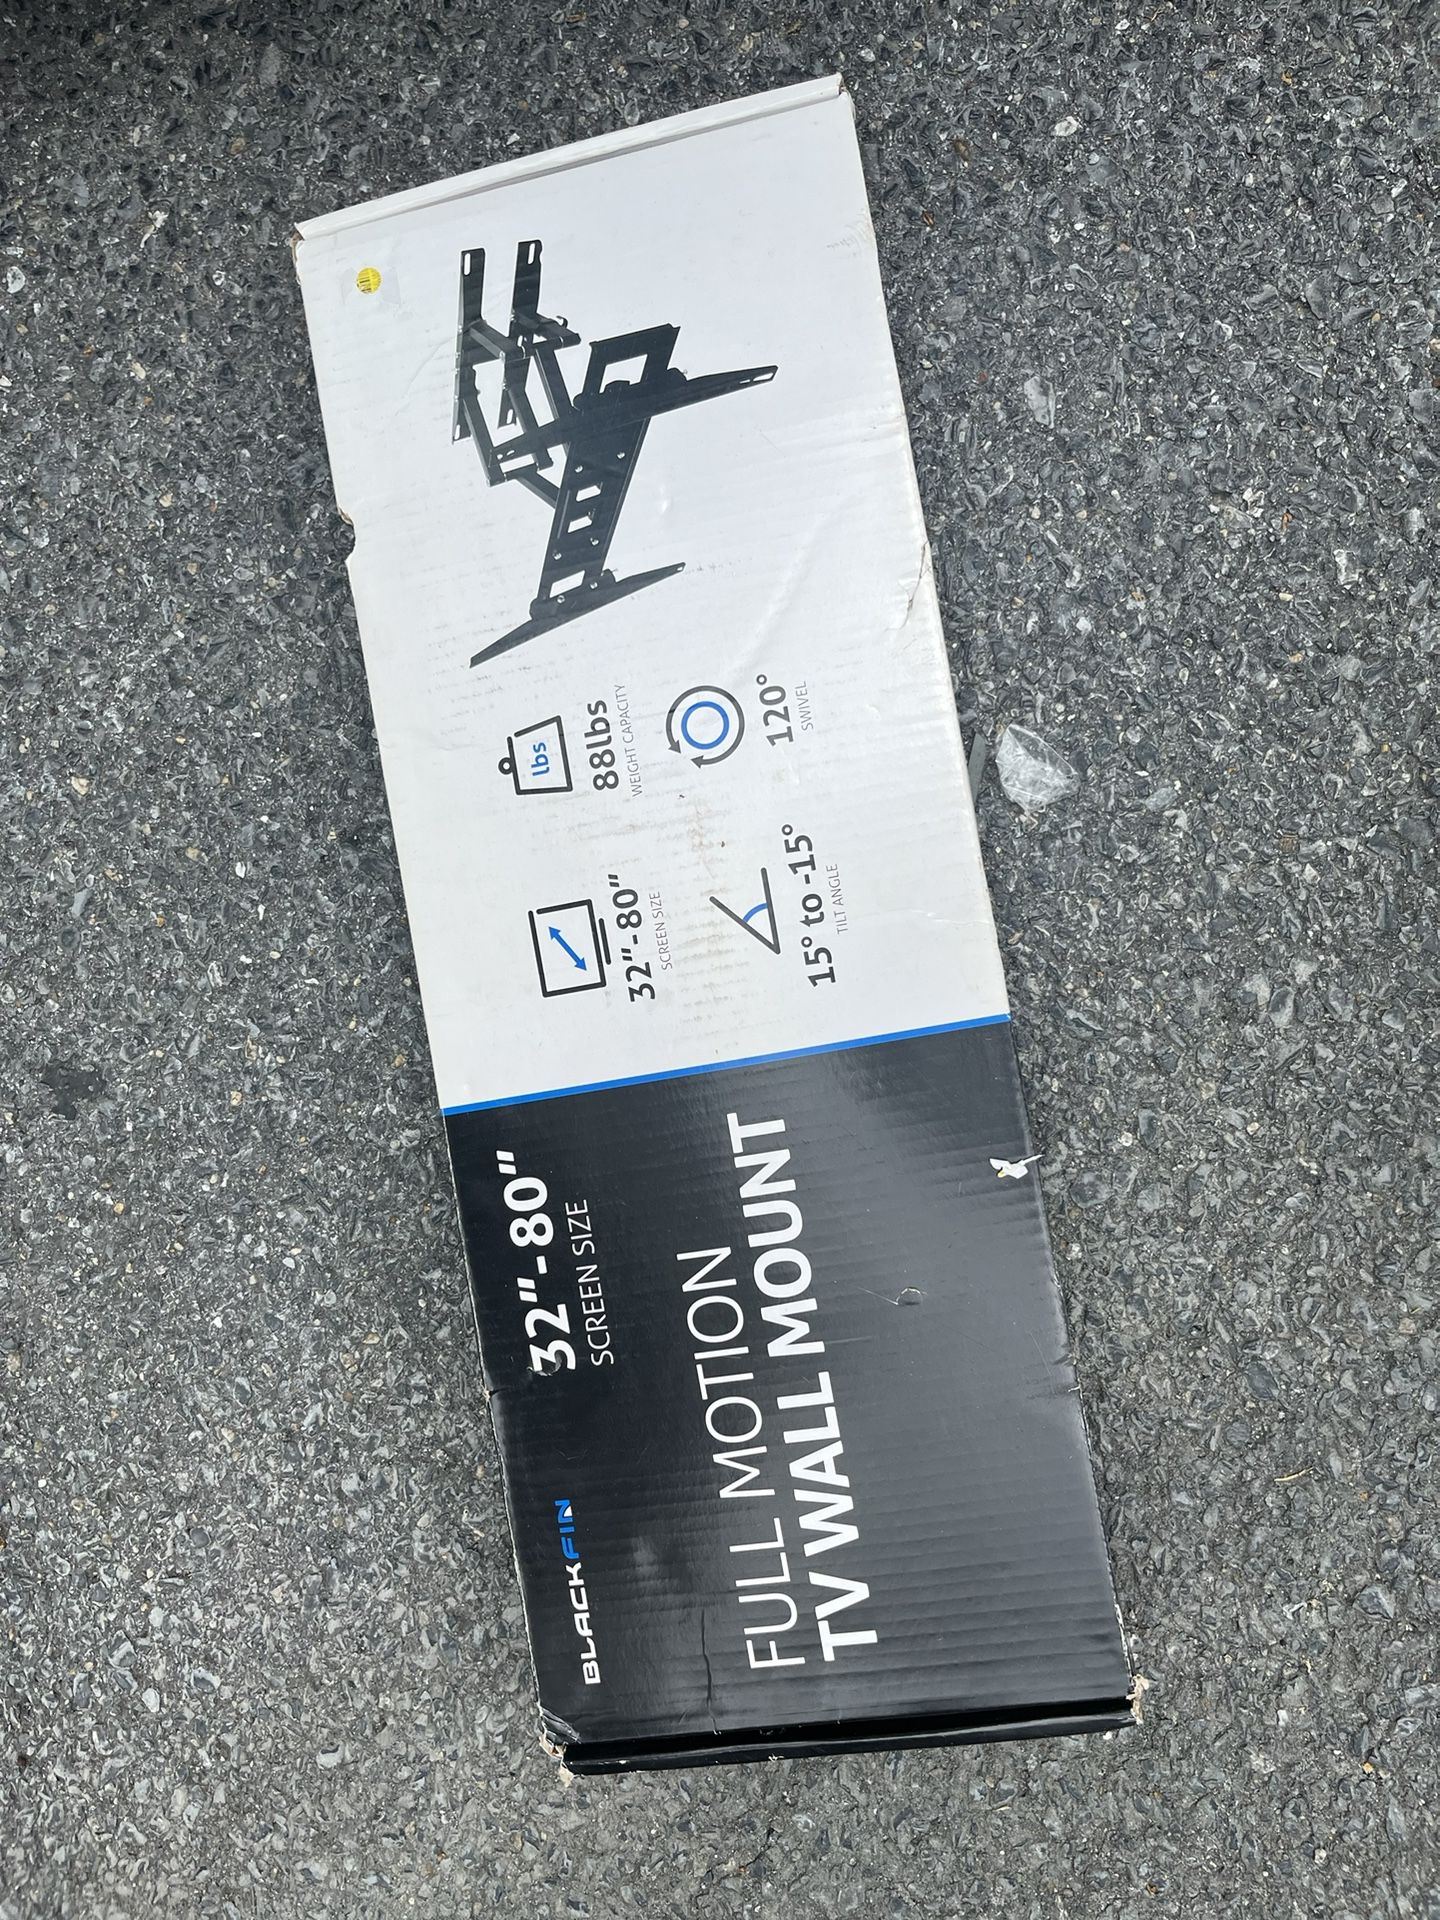 BLACKFIN
32"-80"
SCREEN SIZE
FULL MOTION
TV WALL MOUNT
32"-80"
SCREEN SIZE
lbs
88lbs
WEIGHT CAPACITY
15° to -15°
TILT ANGLE
120°
SWIVEL